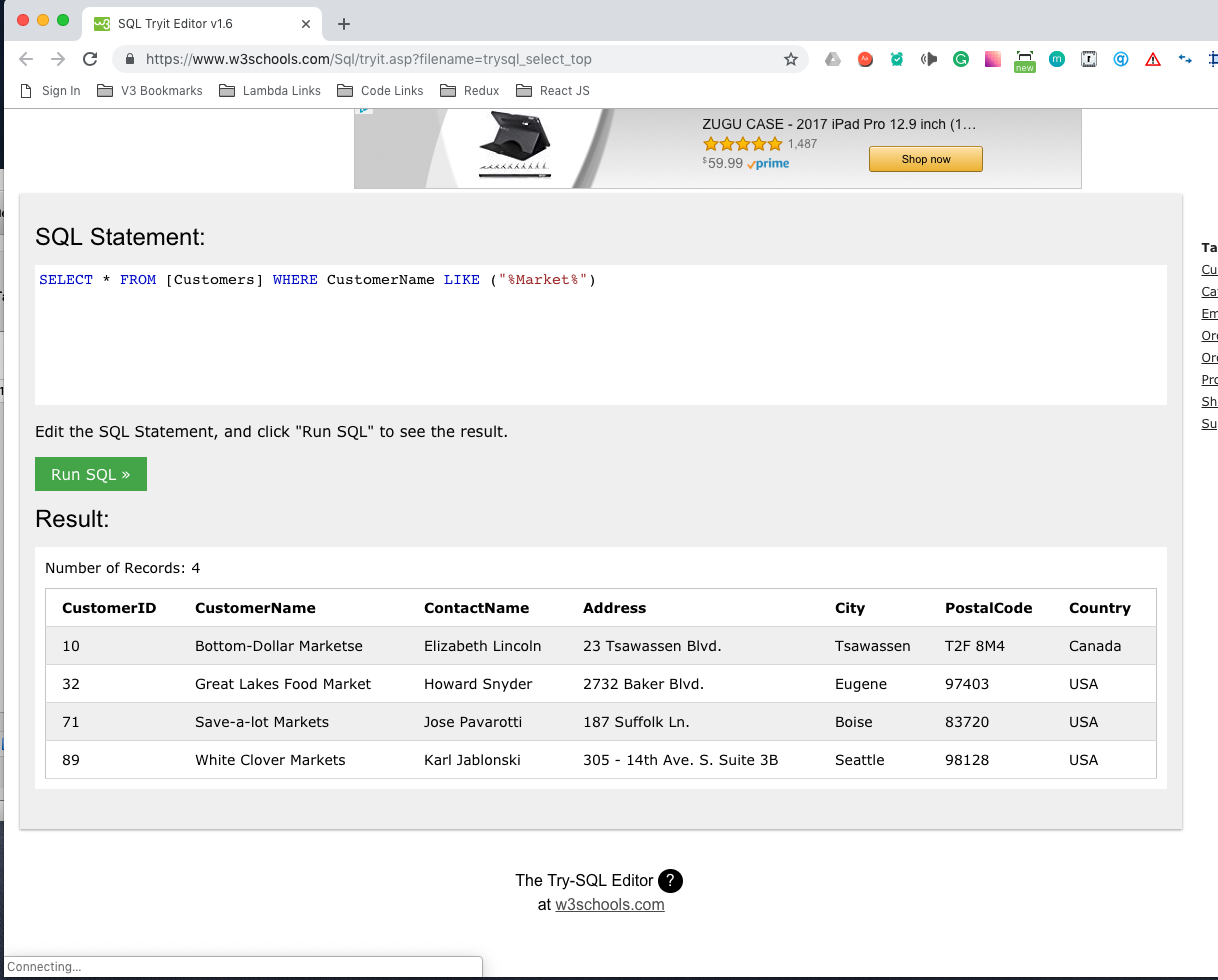 SQL Tryit Editor v1.6
https://www.w3schools.com/Sql/tryit.asp?filename=trysql_select_top
new
Sign In V3 Bookmarks Lambda Links Code Links Redux React JS
ZUGU CASE - 2017 iPad Pro 12.9 inch (1…
1,487
$59.99 prime
Shop now
SQL Statement:
SELECT * FROM [Customers] WHERE CustomerName LIKE ("%Market%")
Edit the SQL Statement, and click "Run SQL" to see the result.
Run SQL »
Result:
Number of Records: 4
CustomerID CustomerName ContactName Address City PostalCode Country
10 Bottom-Dollar Marketse Elizabeth Lincoln 23 Tsawassen Blvd. Tsawassen T2F 8M4 Canada
32 Great Lakes Food Market Howard Snyder 2732 Baker Blvd. Eugene 97403 USA
71 Save-a-lot Markets Jose Pavarotti 187 Suffolk Ln. Boise 83720 USA
89 White Clover Markets Karl Jablonski 305 - 14th Ave. S. Suite 3B Seattle 98128 USA
Ta
Cu
Ca
Em
Ord
Ord
Pro
Sh
Su
The Try-SQL Editor ?
at w3schools.com
Connecting...